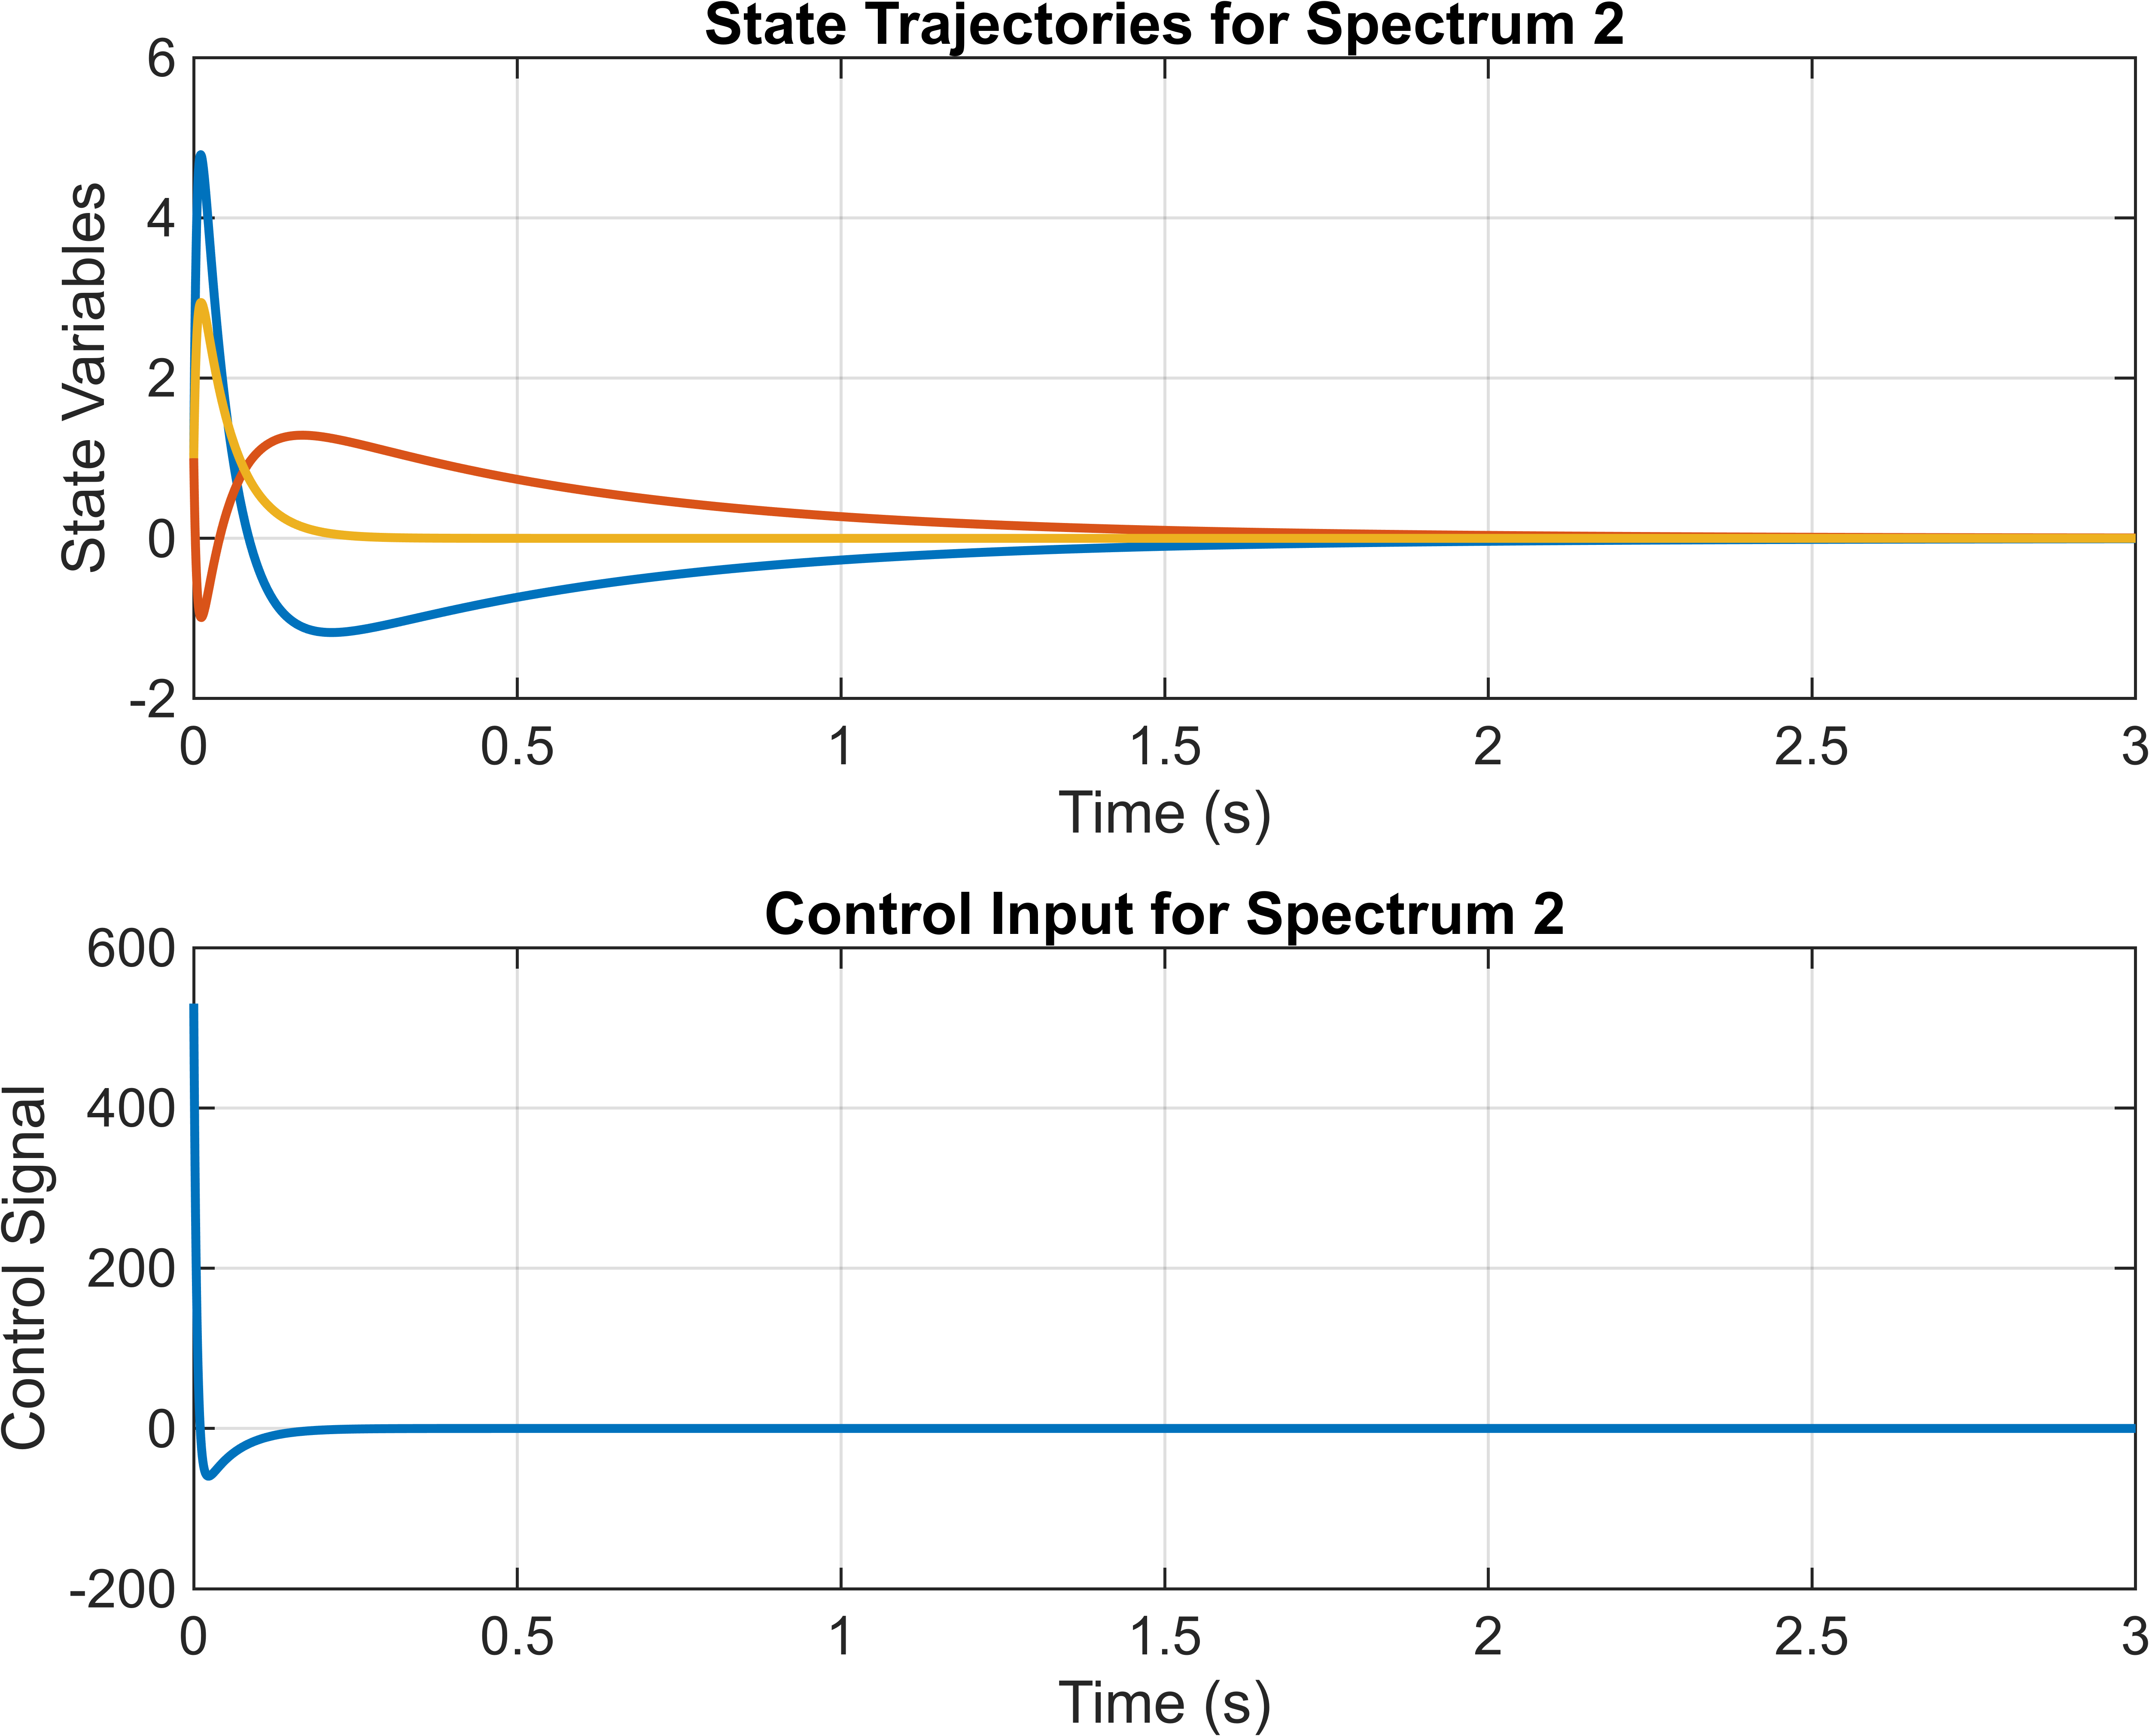 State Trajectories for Spectrum 2
6
4
2
0
-2
State Variables
0 0.5 1 1.5 2 2.5 3
Time (s)
Control Input for Spectrum 2
600
400
200
0
-200
Control Signal
0 0.5 1 1.5 2 2.5 3
Time (s)